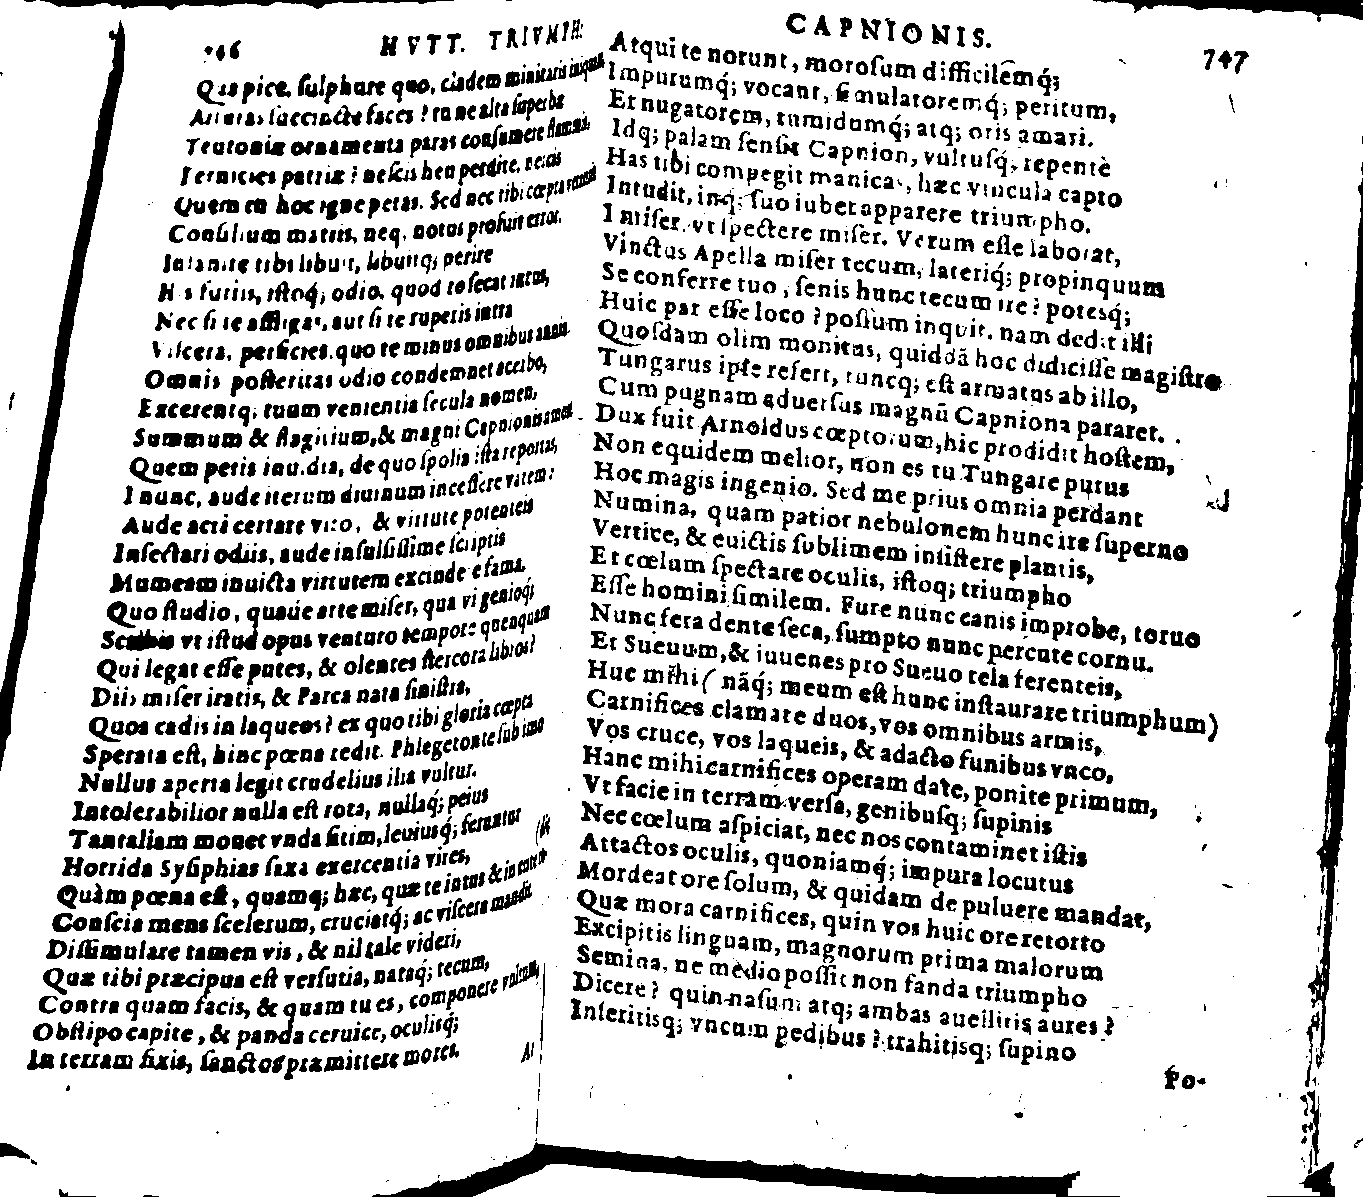 746 HVTT. TRIVMPH:
Quę pice, sulphure quo, cladem minitaris
succincte faces? tu ne alta superbæ
Teutoniæ ornamenta paras consumere flammis,
Pernicies patriæ? nescis heu perdite, nescis
Quem tu hoc igne petas. Sed nec tibi cœpta
Consilium matris, neq, notus profuit error.
Insanire tibi libuit, libuitq; perire
His furiis, istoq; odio, quod te secat intus,
Nec si te affligas, aut si te ruperis intra
Viscera, perficies, quo te minus omnibus annis
Omnis posteritas odio condemnet acerbo,
Excerentq; tuum venientia secula nomen,
Summum & flagitium, & magni Capnionis
Quem petis inuidia, de quo spolia ista reportas,
I nunc, aude iterum diuinum incessere vatem:
Aude acti certare viro, & virtute potenteis
Insectari odiis, aude insulsissime scriptis
Mumeam inuicta virtutem excinde e fama,
Quo studio, quaue arte miser, qua vi genioq;
vt istud opus venturo tempore quenquam
Qui legat esse putes, & olentes stercora libros?
Diis miser iratis, & Parca nata sinistra,
Quos cadis in laqueos? ex quo tibi gloria cœpta
Sperata est, hinc pœna redit. Phlegetonte sub imo
Nullus aperta legit crudelius ilia vultur.
Intolerabilior nulla est rota, nullaq; peius
Tantaliam mouet vnda sitim, leuiusq; feruntur
Horrida Sysiphias saxa exercentia vires,
Quàm pœna est, quamq; hæc, quæ te intus &
Conscia mens scelerum, cruciatq; ac viscera mandit
Dissimulare tamen vis, & nil tale videri,
Quæ tibi præcipua est versutia, nataq; tecum,
Contra quam facis, & quam tu es, componere vultum,
Obstipo capite, & panda ceruice, oculisq;
In terram fixis, sanctos præmittere mores.
At
CAPNIONIS. 747
Atqui te norunt, morosum difficilemq́;
Impurumq́; vocant, simulatoremq́; peritum,
Et nugatorem, tumidumq́; atq; oris amari.
Idq; palam sensit Capnion, vultusq́, repentè
Has tibi compegit manicas, hæc vincula capto
Intudit, inq; suo iubet apparere triumpho.
I miser, vt spectere miser. Verum esse laborat,
Vinctus Apella miser tecum, lateriq́; propinquum
Se conferre tuo, senis hunc tecum ire? potesq́;
Huic par esse loco? possum inquit, nam dedit illi
Quosdam olim monitus, quiddã hoc didicisse magistro
Tungarus ipse refert, tuncq; est armatus ab illo,
Cum pugnam aduersus magnũ Capniona pararet.
Dux fuit Arnoldus cœptorum, hic prodidit hostem,
Non equidem melior, non es tu Tungare purus
Hoc magis ingenio. Sed me prius omnia perdant
Numina, quam patior nebulonem hunc ire superno
Vertice, & euictis sublimem insistere plantis,
Et cœlum spectare oculis, istoq; triumpho
Esse homini similem. Fure nunc canis improbe, toruo
Nunc fera dente seca, sumpto nunc percute cornu.
Et Sueuum, & iuuenes pro Sueuo tela ferenteis,
Huc mihi ( nãq́; meum est hunc instaurare triumphum)
Carnifices clamate duos, vos omnibus armis,
Vos cruce, vos laqueis, & adacto funibus vnco,
Hanc mihi carnifices operam date, ponite primum,
Vt facie in terram versa, genibusq; supinis
Nec cœlum aspiciat, nec nos contaminet istis
Attactos oculis, quoniamq́; impura locutus
Mordeat ore solum, & quidam de puluere mandat,
Quæ mora carnifices, quin vos huic ore retorto
Excipitis linguam, magnorum prima malorum
Semina, ne medio possit non fanda triumpho
Dicere? quin nasum atq; ambas auellitis aures?
Inseritisq; vncum pedibus? trahitisq; supino
Po-